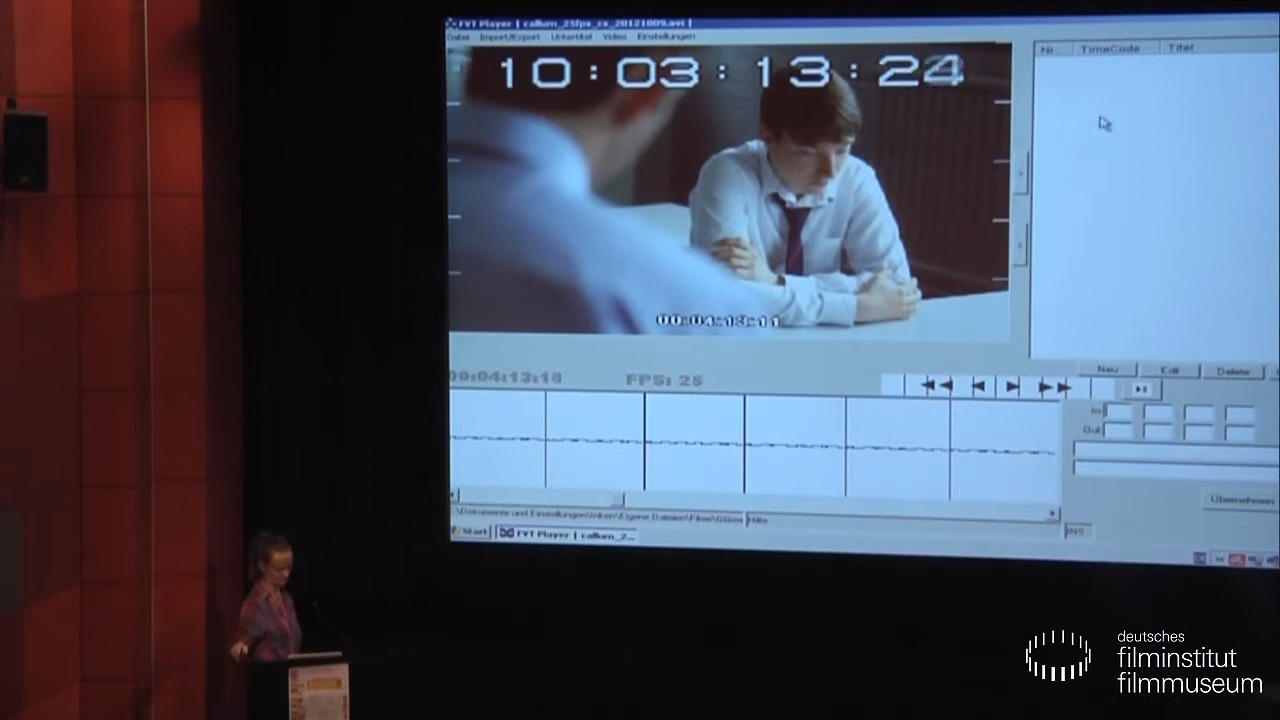 FVT Player | callum_25fps_cs_20121009.avi |
Datei Import/Export Untertitel Video Einstellungen
10:03:13:24
Nr. TimeCode Titel
00:04:13:11
00:04:13:18 FPS: 25
Neu Edit Delete
In
Out
Übernehmen
INS
Start FVT Player | callum_2...
deutsches
filminstitut
filmmuseum